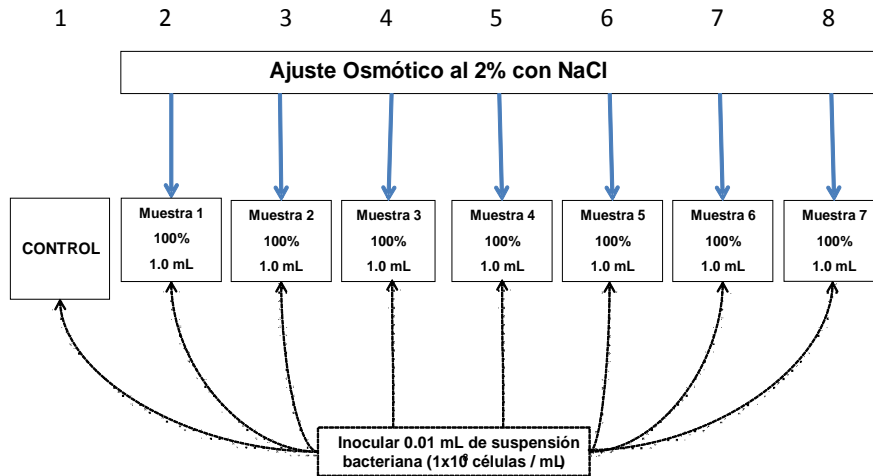 1 2 3 4 5 6 7 8
Ajuste Osmótico al 2% con NaCl
CONTROL
Muestra 1
100%
1.0 mL
Muestra 2
100%
1.0 mL
Muestra 3
100%
1.0 mL
Muestra 4
100%
1.0 mL
Muestra 5
100%
1.0 mL
Muestra 6
100%
1.0 mL
Muestra 7
100%
1.0 mL
Inocular 0.01 mL de suspensión
bacteriana (1x10⁸ células / mL)